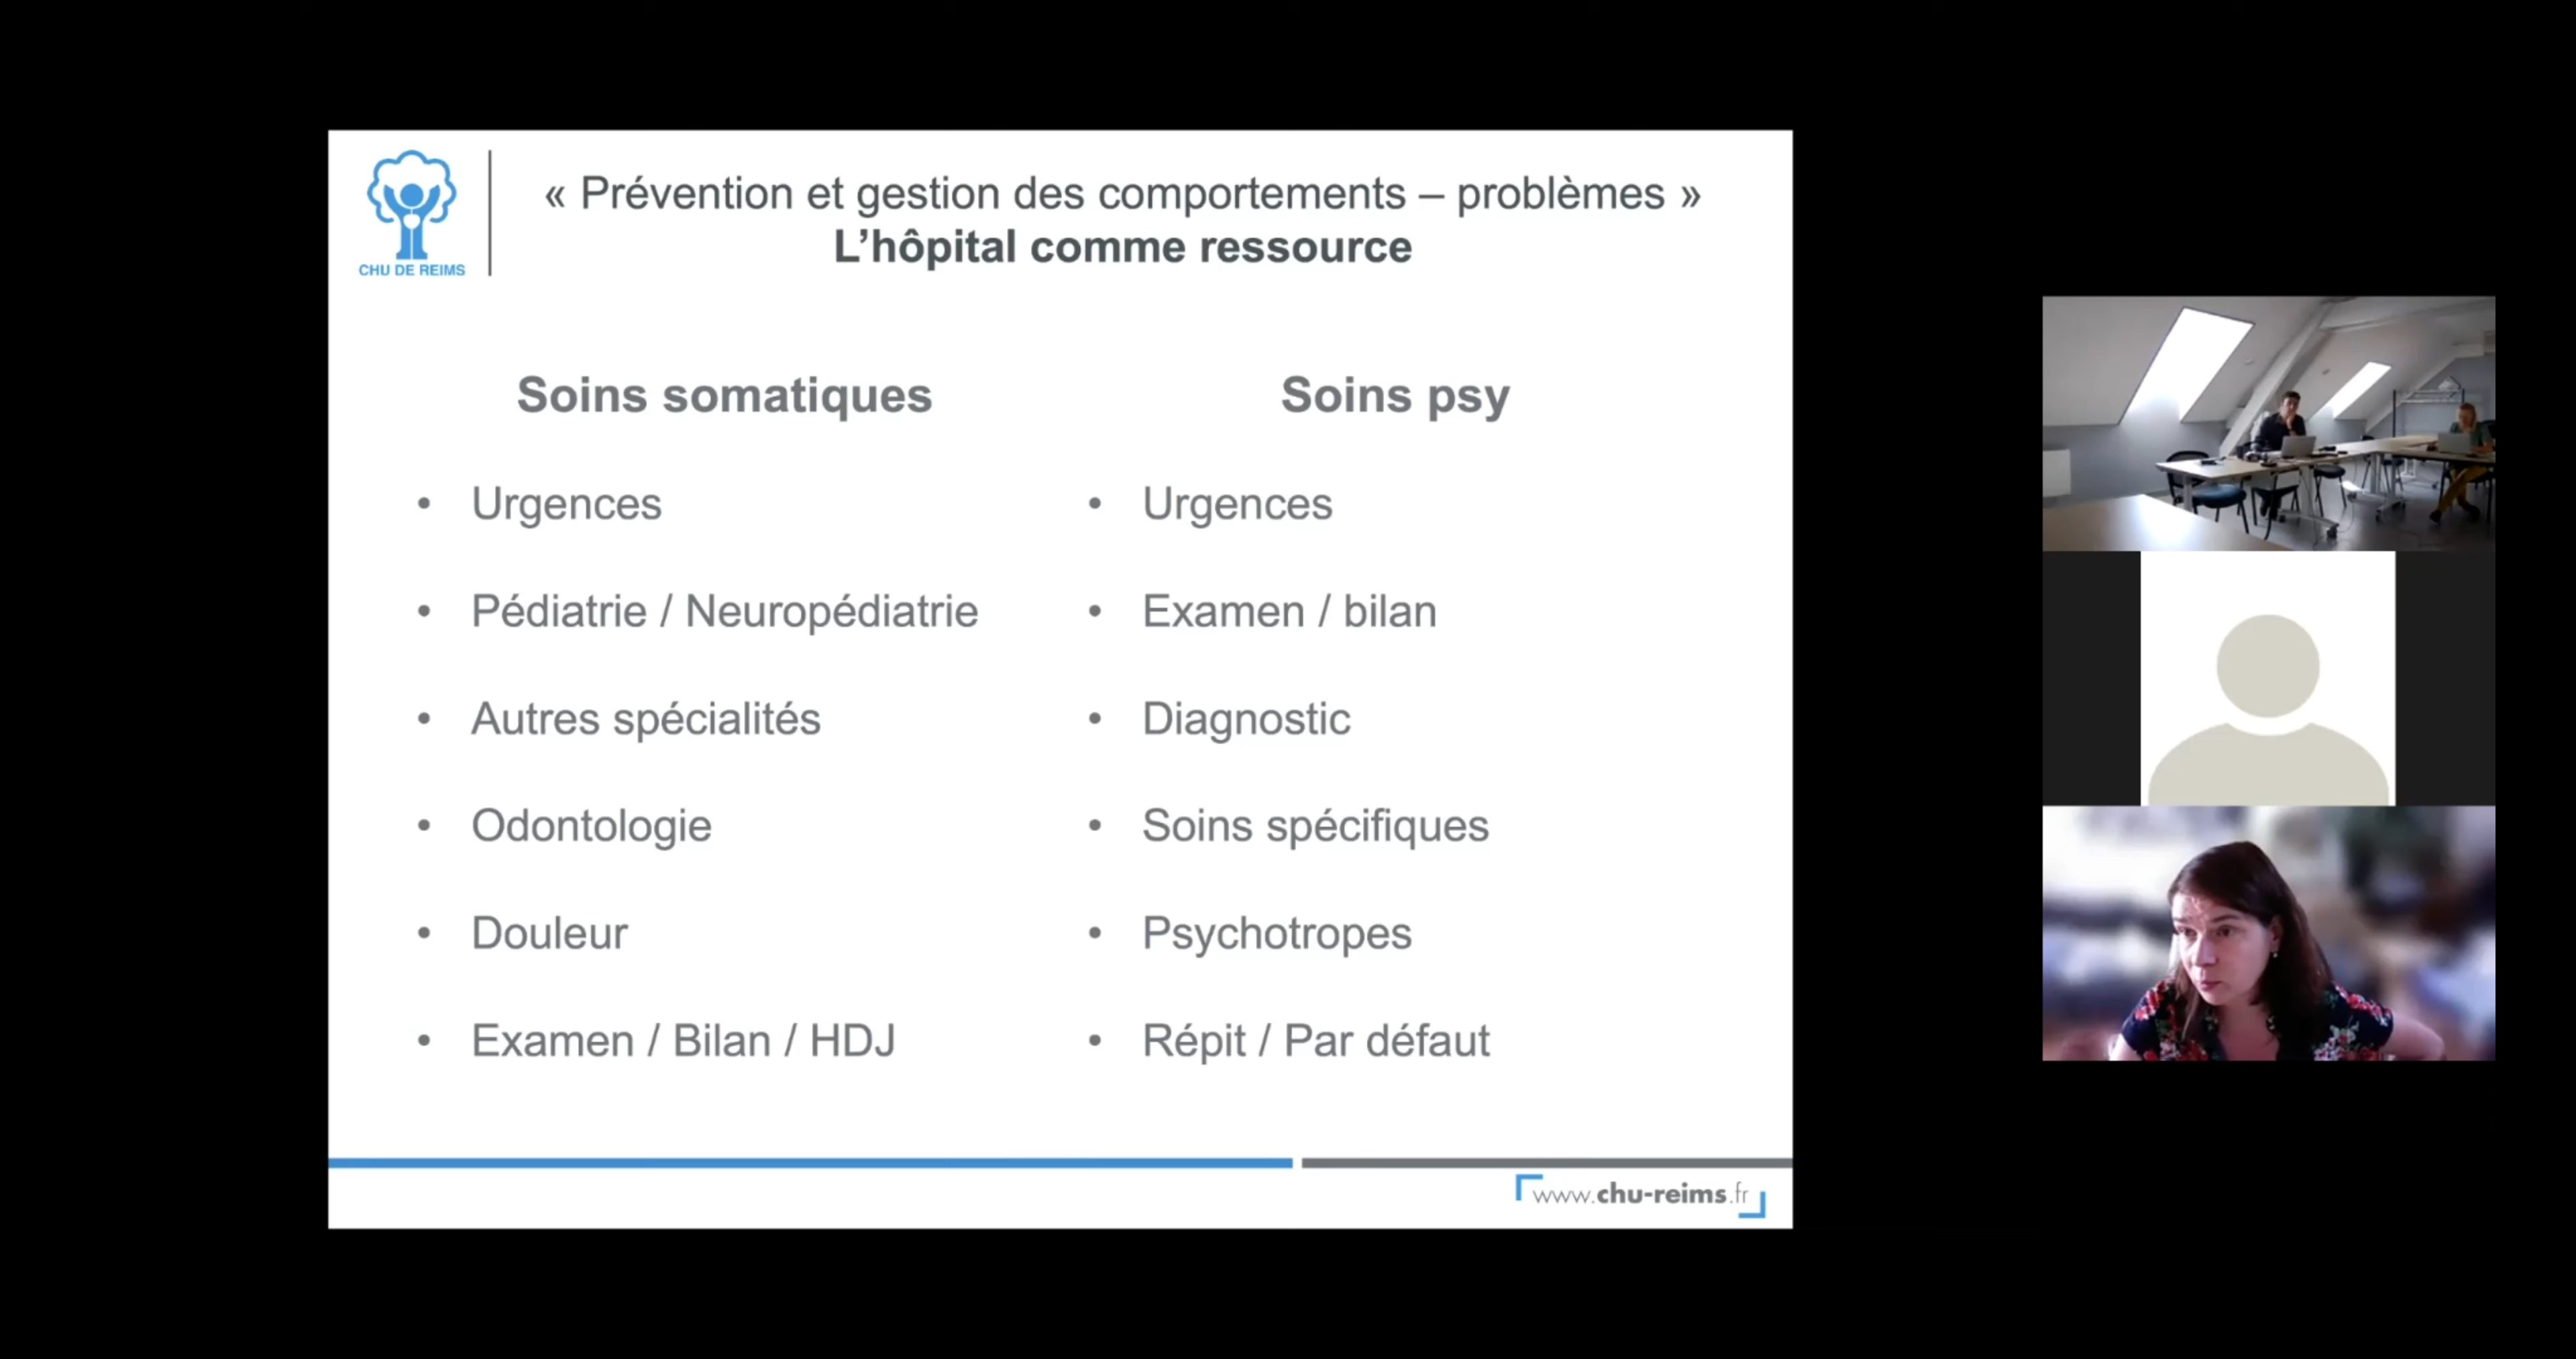 « Prévention et gestion des comportements – problèmes »
L’hôpital comme ressource
CHU DE REIMS
Soins somatiques
• Urgences
• Pédiatrie / Neuropédiatrie
• Autres spécialités
• Odontologie
• Douleur
• Examen / Bilan / HDJ
Soins psy
• Urgences
• Examen / bilan
• Diagnostic
• Soins spécifiques
• Psychotropes
• Répit / Par défaut
www.chu-reims.fr